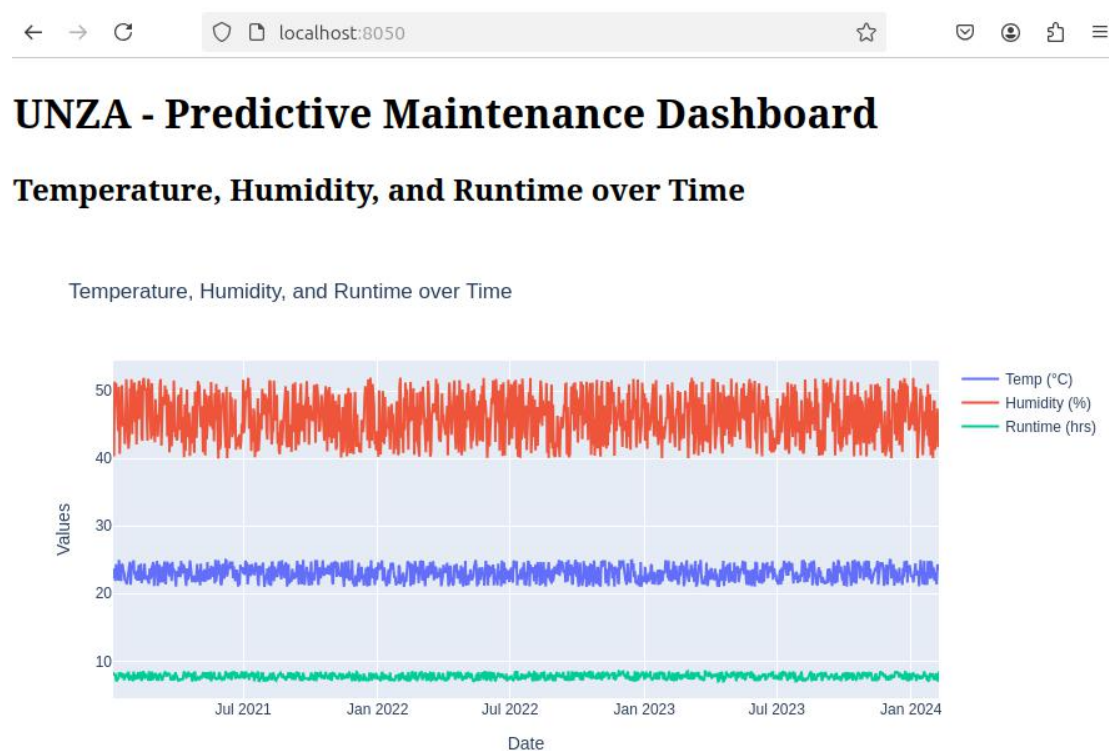 localhost:8050
UNZA - Predictive Maintenance Dashboard
Temperature, Humidity, and Runtime over Time
Temperature, Humidity, and Runtime over Time
50
40
30
20
10
Values
Temp (°C)
Humidity (%)
Runtime (hrs)
Jul 2021
Jan 2022
Jul 2022
Jan 2023
Jul 2023
Jan 2024
Date